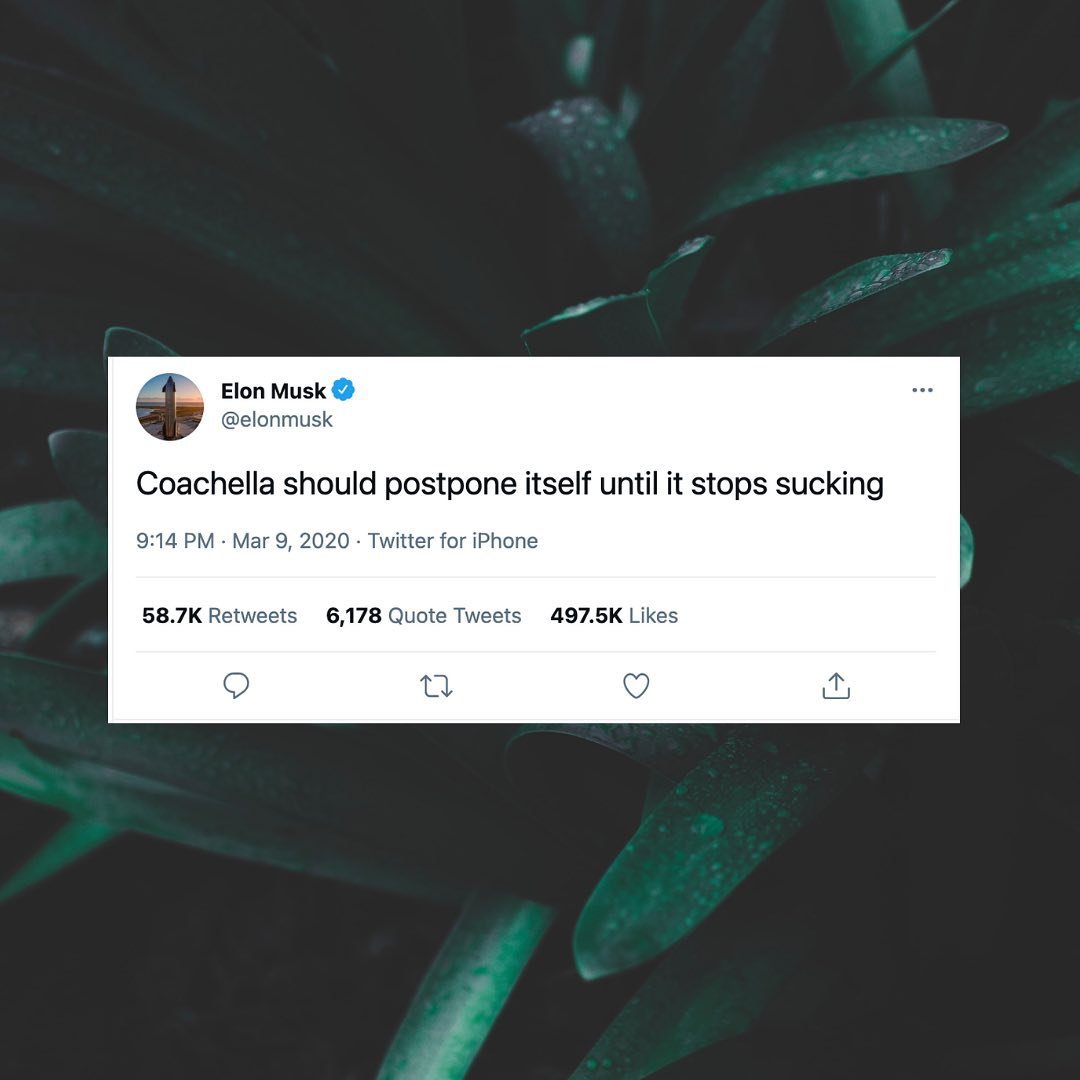 Elon Musk
@elonmusk
Coachella should postpone itself until it stops sucking
9:14 PM · Mar 9, 2020 · Twitter for iPhone
58.7K Retweets 6,178 Quote Tweets 497.5K Likes